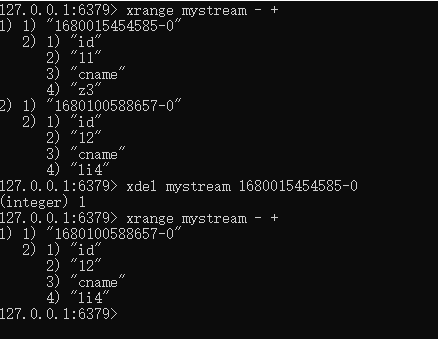 127.0.0.1:6379> xrange mystream - +
1) 1) "1680015454585-0"
   2) 1) "id"
      2) "11"
      3) "cname"
      4) "z3"
2) 1) "1680100588657-0"
   2) 1) "id"
      2) "12"
      3) "cname"
      4) "li4"
127.0.0.1:6379> xdel mystream 1680015454585-0
(integer) 1
127.0.0.1:6379> xrange mystream - +
1) 1) "1680100588657-0"
   2) 1) "id"
      2) "12"
      3) "cname"
      4) "li4"
127.0.0.1:6379>